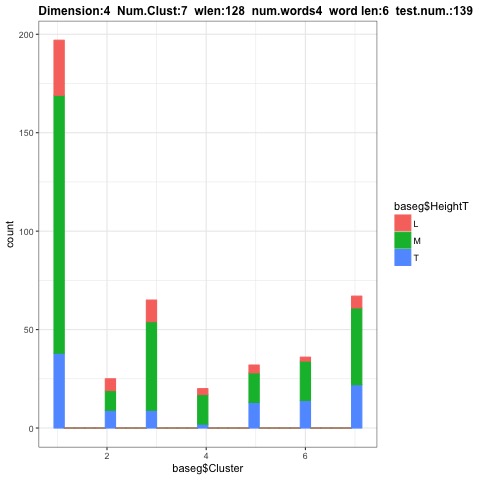 Dimension:4 Num.Clust:7 wlen:128 num.words4 word len:6 test.num.:139
200
150
100
50
0
count
2 4 6
baseg$Cluster
baseg$HeightT
L
M
T